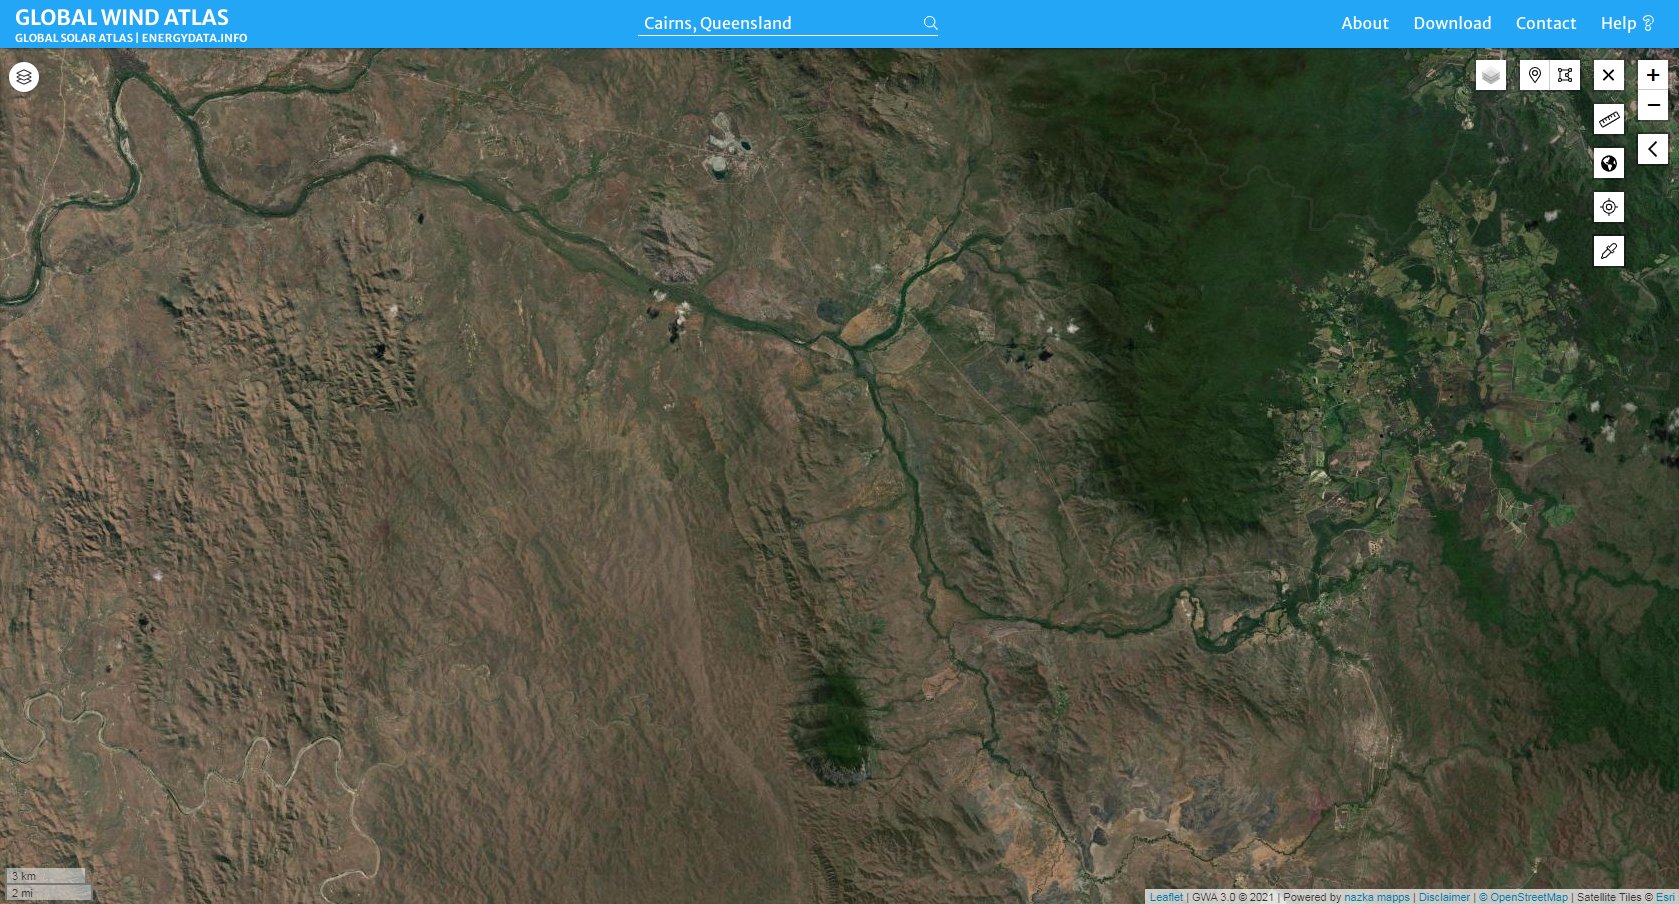 GLOBAL WIND ATLAS
GLOBAL SOLAR ATLAS | ENERGYDATA.INFO
Cairns, Queensland
About Download Contact Help
3 km
2 mi
Leaflet | GWA 3.0 © 2021 | Powered by nazka mapps | Disclaimer | © OpenStreetMap | Satellite Tiles © Esri